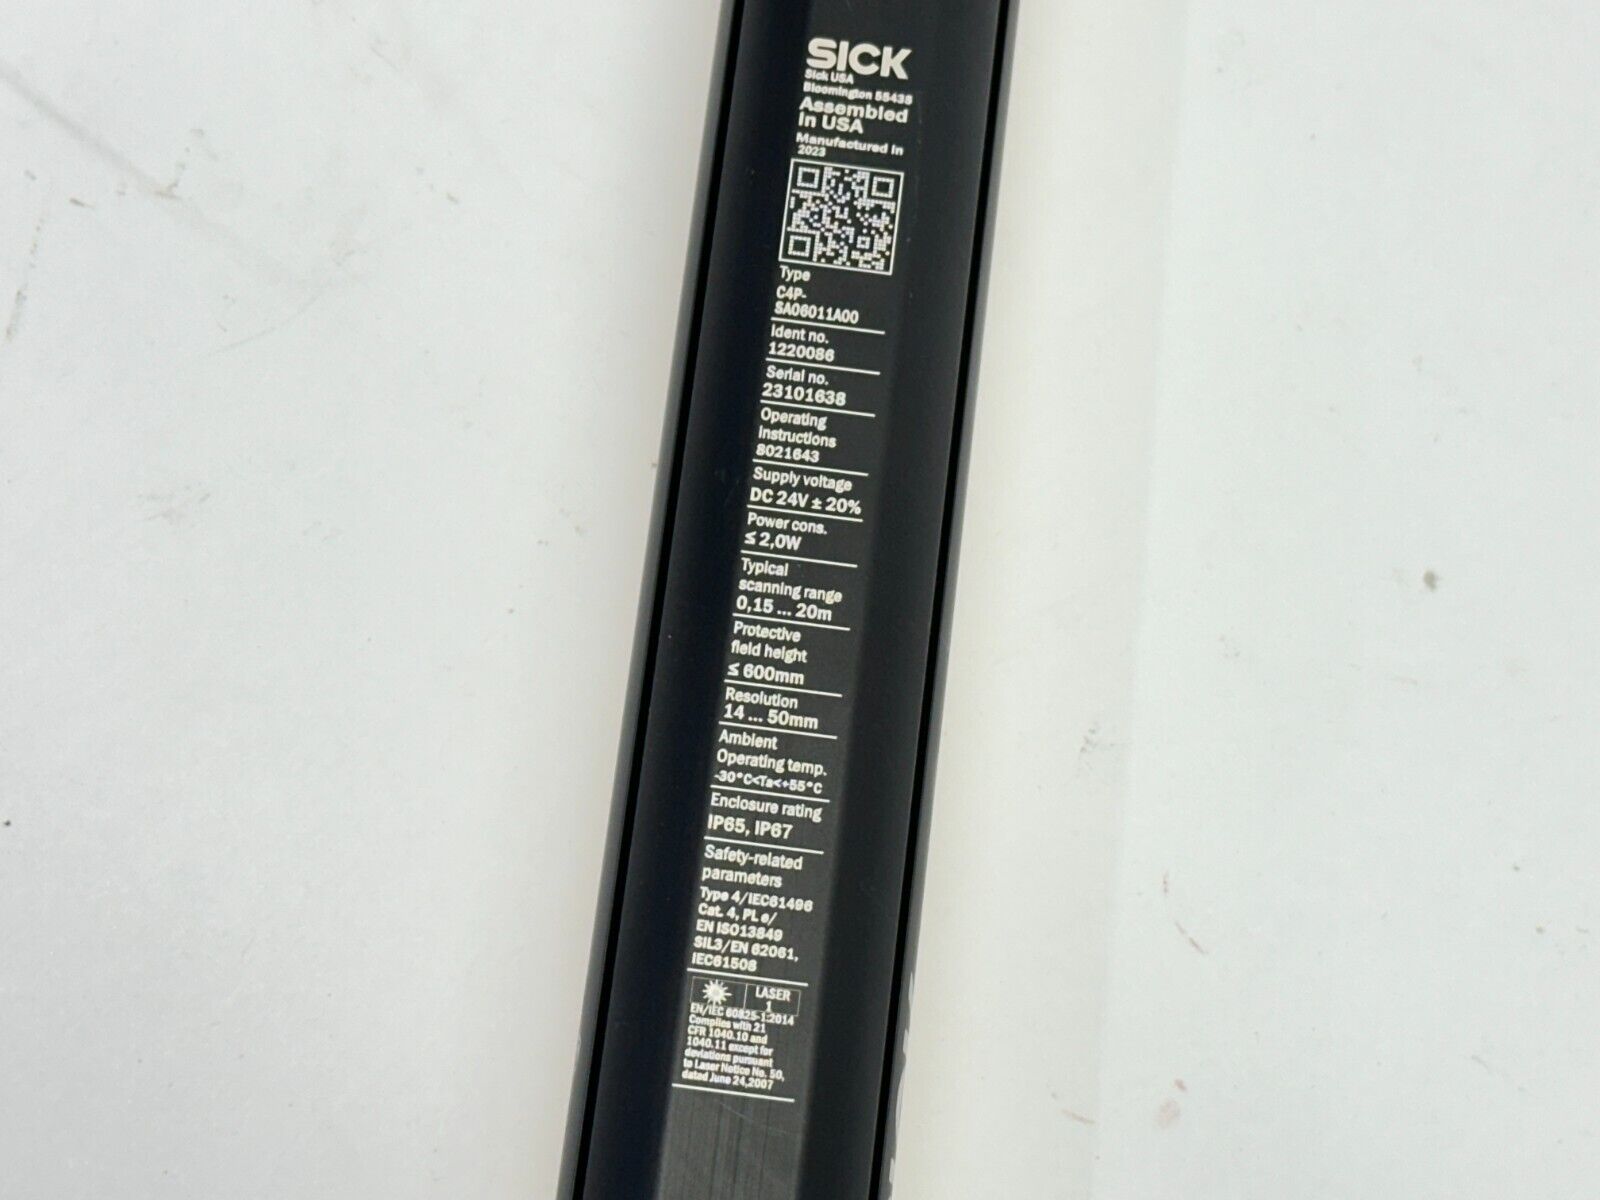 SICK
Sick USA
Bloomington 55438
Assembled
in USA
Manufactured in
2023
Type
C4P-
SA06011A00
Ident no.
1220086
Serial no.
23101638
Operating
instructions
8021643
Supply voltage
DC 24V ± 20%
Power cons.
≤ 2,0W
Typical
scanning range
0,15 ... 20m
Protective
field height
≤ 600mm
Resolution
14 ... 50mm
Ambient
Operating temp.
-30°C<Ta<+55°C
Enclosure rating
IP65, IP67
Safety-related
parameters
Type 4/IEC61496
Cat. 4, PL e/
EN ISO13849
SIL3/EN 62061,
IEC61508
LASER
1
EN/IEC 60825-1:2014
Complies with 21
CFR 1040.10 and
1040.11 except for
deviations pursuant
to Laser Notice No. 50,
dated June 24,2007